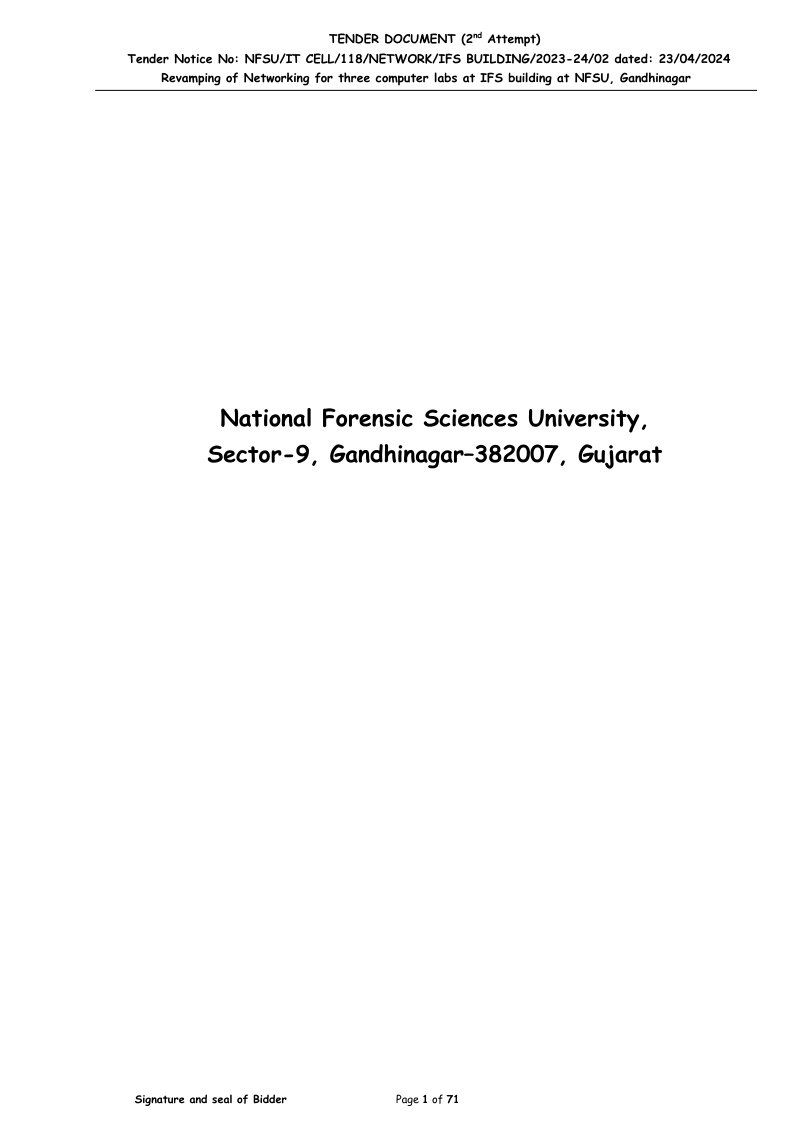 TENDER DOCUMENT (2nd Attempt)
Tender Notice No: NFSU/IT CELL/118/NETWORK/IFS BUILDING/2023-24/02 dated: 23/04/2024
Revamping of Networking for three computer labs at IFS building at NFSU, Gandhinagar
National Forensic Sciences University,
Sector-9, Gandhinagar–382007, Gujarat
Signature and seal of Bidder Page 1 of 71